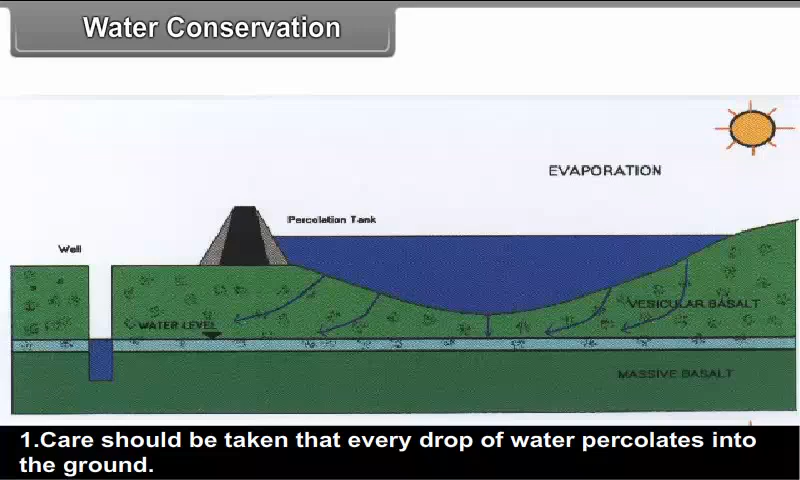 Water Conservation
EVAPORATION
Percolation Tank
Well
VESICULAR BASALT
WATER LEVEL
MASSIVE BASALT
1.Care should be taken that every drop of water percolates into
the ground.